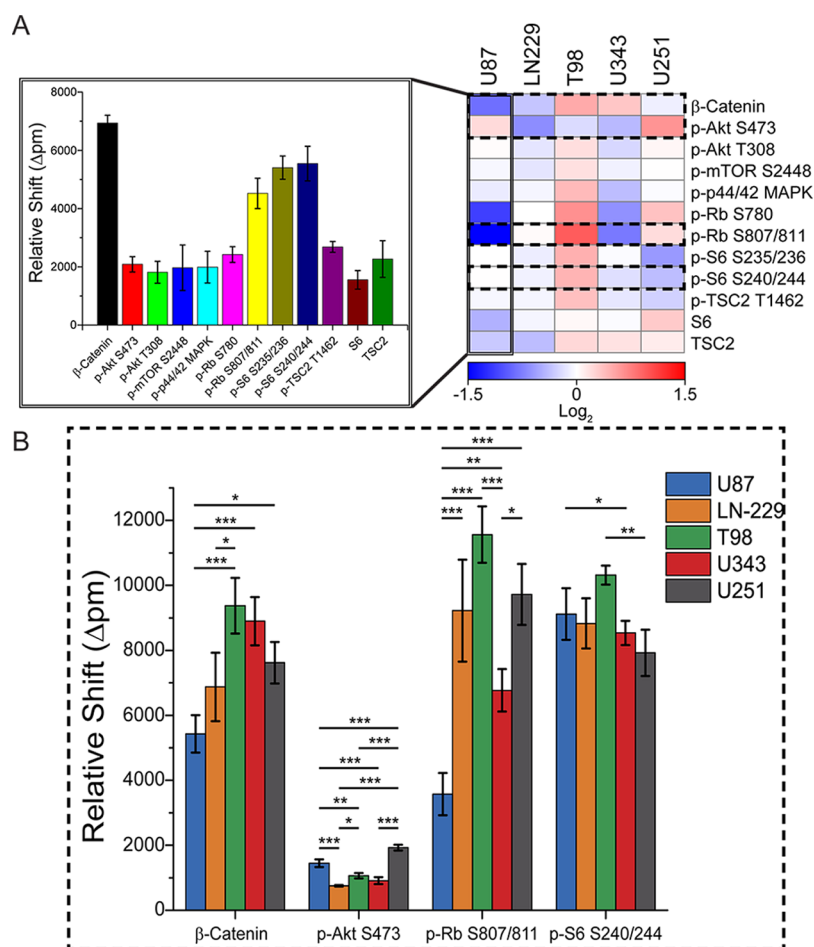 A
8000
6000
4000
2000
0
Relative Shift (Δpm)
β-Catenin
p-Akt S473
p-Akt T308
p-mTOR S2448
p-p44/42 MAPK
p-Rb S780
p-Rb S807/811
p-S6 S235/236
p-S6 S240/244
p-TSC2 T1462
S6
TSC2
U87
LN229
T98
U343
U251
β-Catenin
p-Akt S473
p-Akt T308
p-mTOR S2448
p-p44/42 MAPK
p-Rb S780
p-Rb S807/811
p-S6 S235/236
p-S6 S240/244
p-TSC2 T1462
S6
TSC2
-1.5 0 1.5
Log2
B
12000
10000
8000
6000
4000
2000
0
Relative Shift (Δpm)
*
***
*
***
***
***
***
***
**
*
***
***
***
**
***
***
***
*
*
**
U87
LN-229
T98
U343
U251
β-Catenin p-Akt S473 p-Rb S807/811 p-S6 S240/244